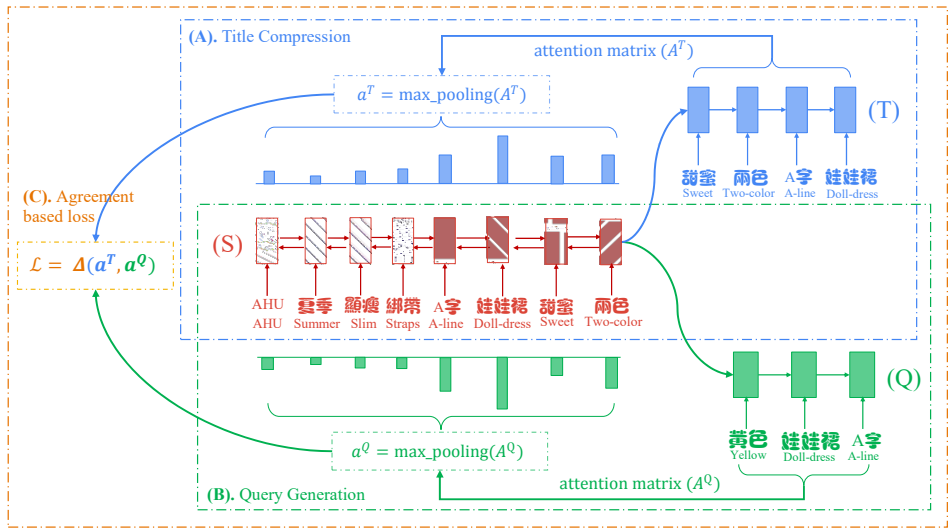 (A). Title Compression
attention matrix (A^T)
a^T = max_pooling(A^T)
(T)
甜蜜 兩色 A字 娃娃裙
Sweet Two-color A-line Doll-dress
(C). Agreement
based loss
ℒ = Δ(a^T, a^Q)
(S)
AHU 夏季 顯瘦 綁帶 A字 娃娃裙 甜蜜 兩色
AHU Summer Slim Straps A-line Doll-dress Sweet Two-color
(Q)
黃色 娃娃裙 A字
Yellow Doll-dress A-line
a^Q = max_pooling(A^Q)
attention matrix (A^Q)
(B). Query Generation